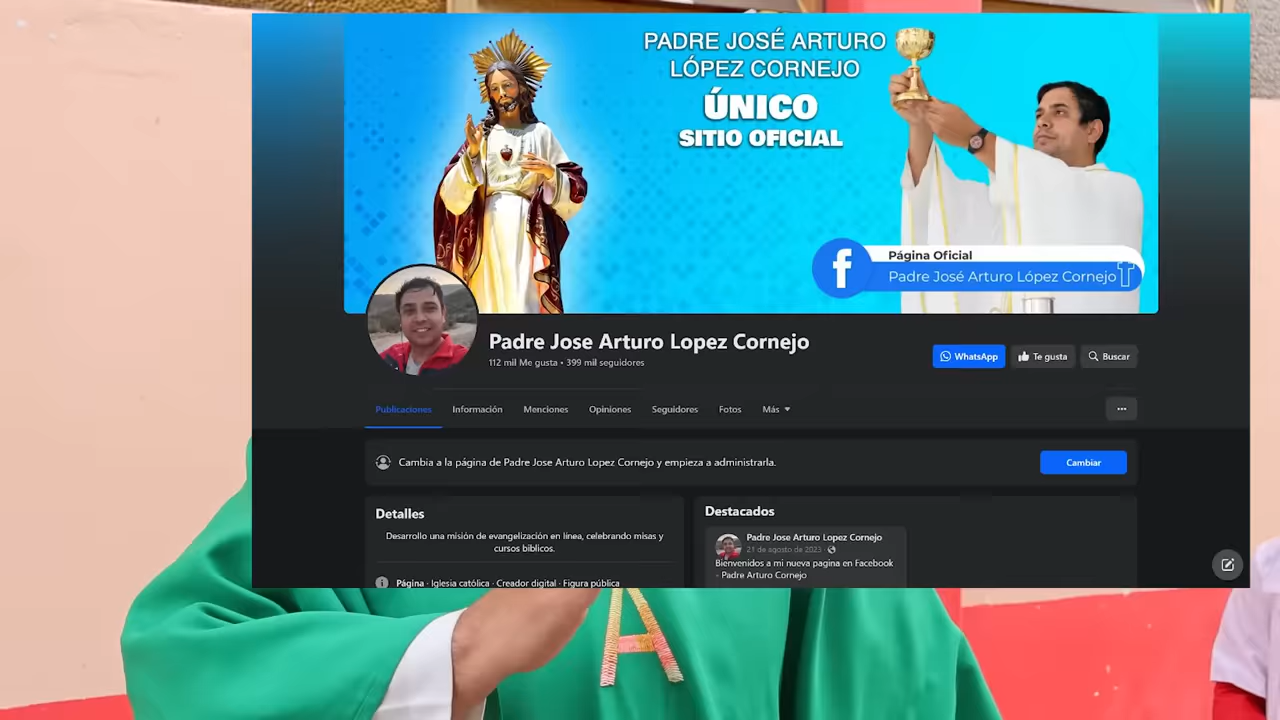 PADRE JOSÉ ARTURO
LÓPEZ CORNEJO
ÚNICO
SITIO OFICIAL
Página Oficial
Padre José Arturo López Cornejo
Padre Jose Arturo Lopez Cornejo
112 mil Me gusta • 399 mil seguidores
WhatsApp
Te gusta
Buscar
Publicaciones
Información
Menciones
Opiniones
Seguidores
Fotos
Más
Cambia a la página de Padre Jose Arturo Lopez Cornejo y empieza a administrarla.
Cambiar
Detalles
Desarrollo una misión de evangelización en línea, celebrando misas y
cursos bíblicos.
Página · Iglesia católica · Creador digital · Figura pública
Destacados
Padre Jose Arturo Lopez Cornejo
21 de agosto de 2023 ·
Bienvenidos a mi nueva pagina en Facebook
- Padre Arturo Cornejo